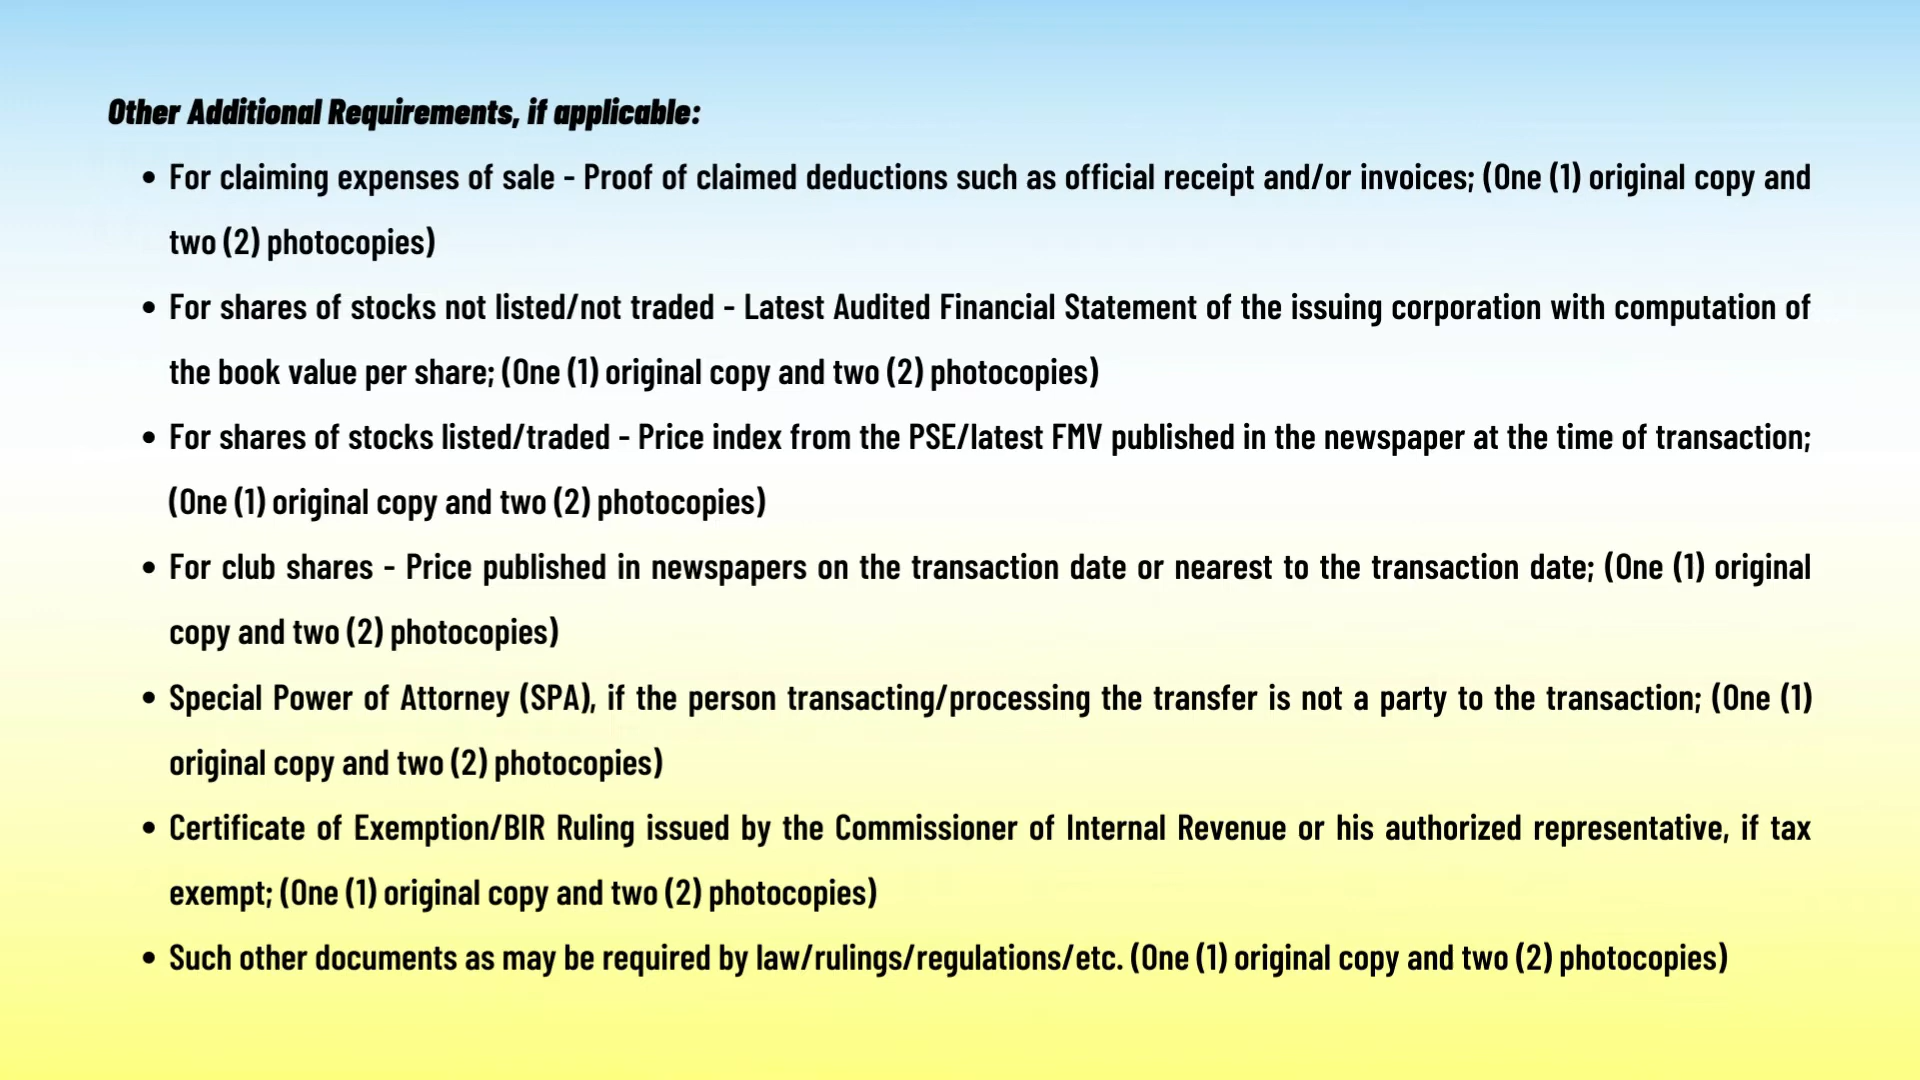 Other Additional Requirements, if applicable:
• For claiming expenses of sale - Proof of claimed deductions such as official receipt and/or invoices; (One (1) original copy and
two (2) photocopies)
• For shares of stocks not listed/not traded - Latest Audited Financial Statement of the issuing corporation with computation of
the book value per share; (One (1) original copy and two (2) photocopies)
• For shares of stocks listed/traded - Price index from the PSE/latest FMV published in the newspaper at the time of transaction;
(One (1) original copy and two (2) photocopies)
• For club shares - Price published in newspapers on the transaction date or nearest to the transaction date; (One (1) original
copy and two (2) photocopies)
• Special Power of Attorney (SPA), if the person transacting/processing the transfer is not a party to the transaction; (One (1)
original copy and two (2) photocopies)
• Certificate of Exemption/BIR Ruling issued by the Commissioner of Internal Revenue or his authorized representative, if tax
exempt; (One (1) original copy and two (2) photocopies)
• Such other documents as may be required by law/rulings/regulations/etc. (One (1) original copy and two (2) photocopies)